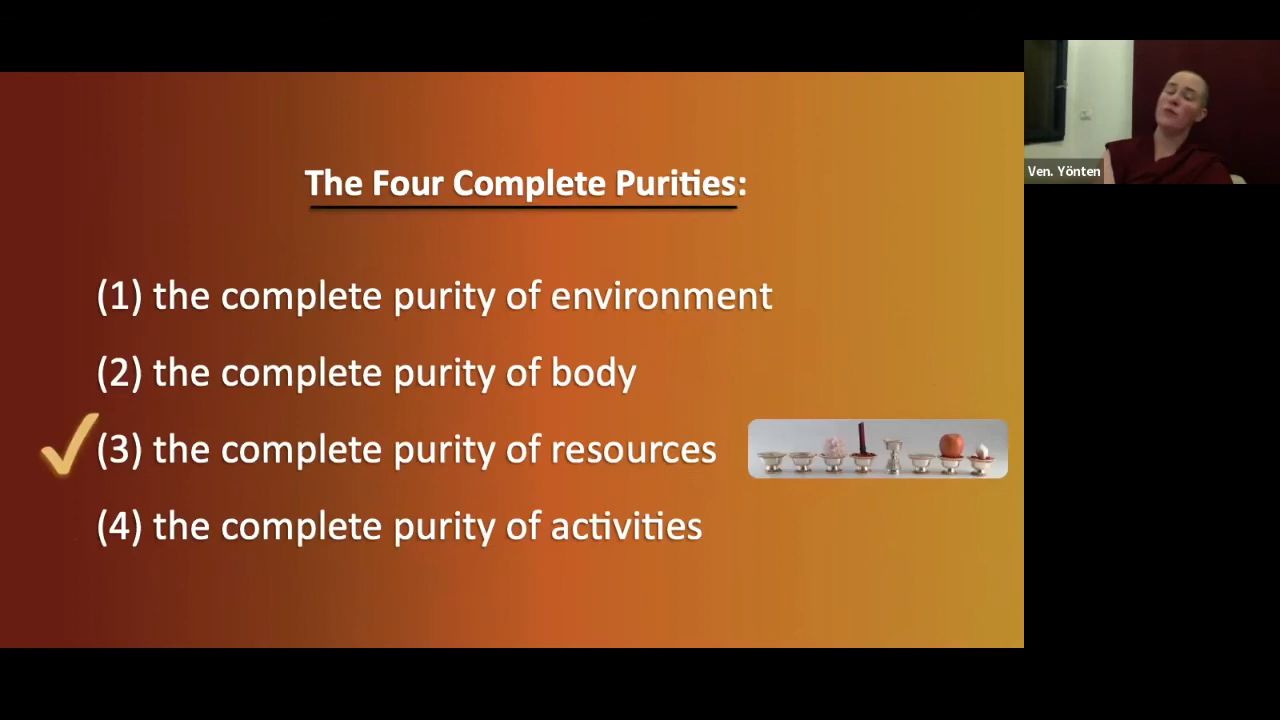 The Four Complete Purities:
(1) the complete purity of environment
(2) the complete purity of body
(3) the complete purity of resources
(4) the complete purity of activities
Ven. Yönten